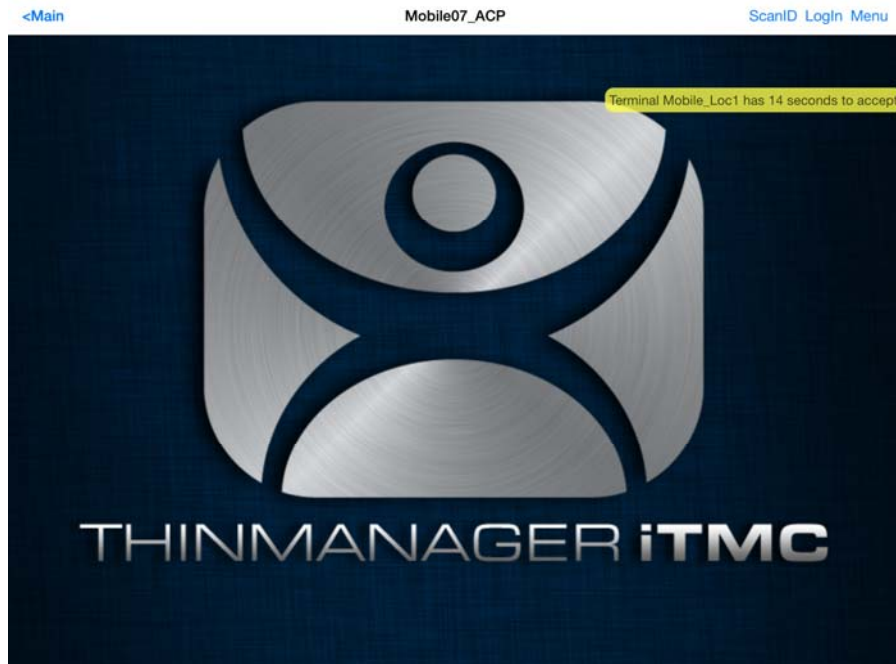 <Main
Mobile07_ACP
ScanID LogIn Menu
Terminal Mobile_Loc1 has 14 seconds to accept
THINMANAGER iTMC